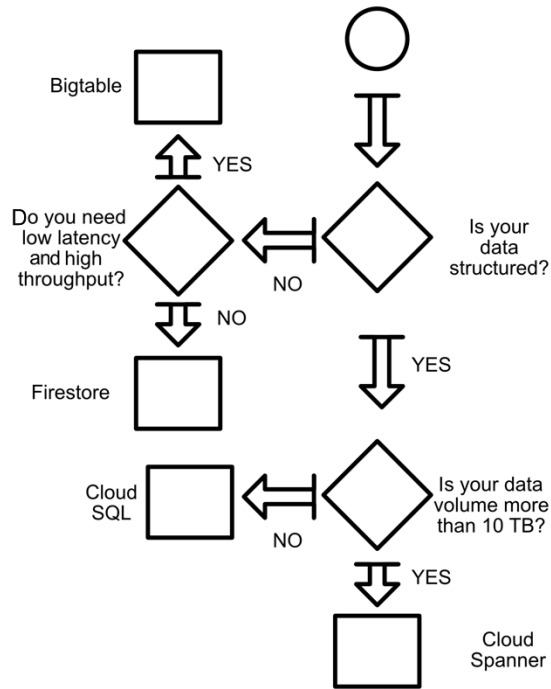 Bigtable
YES
Do you need
low latency
and high
throughput?
NO
Is your
data
structured?
NO
Firestore
YES
Cloud
SQL
NO
Is your data
volume more
than 10 TB?
YES
Cloud
Spanner